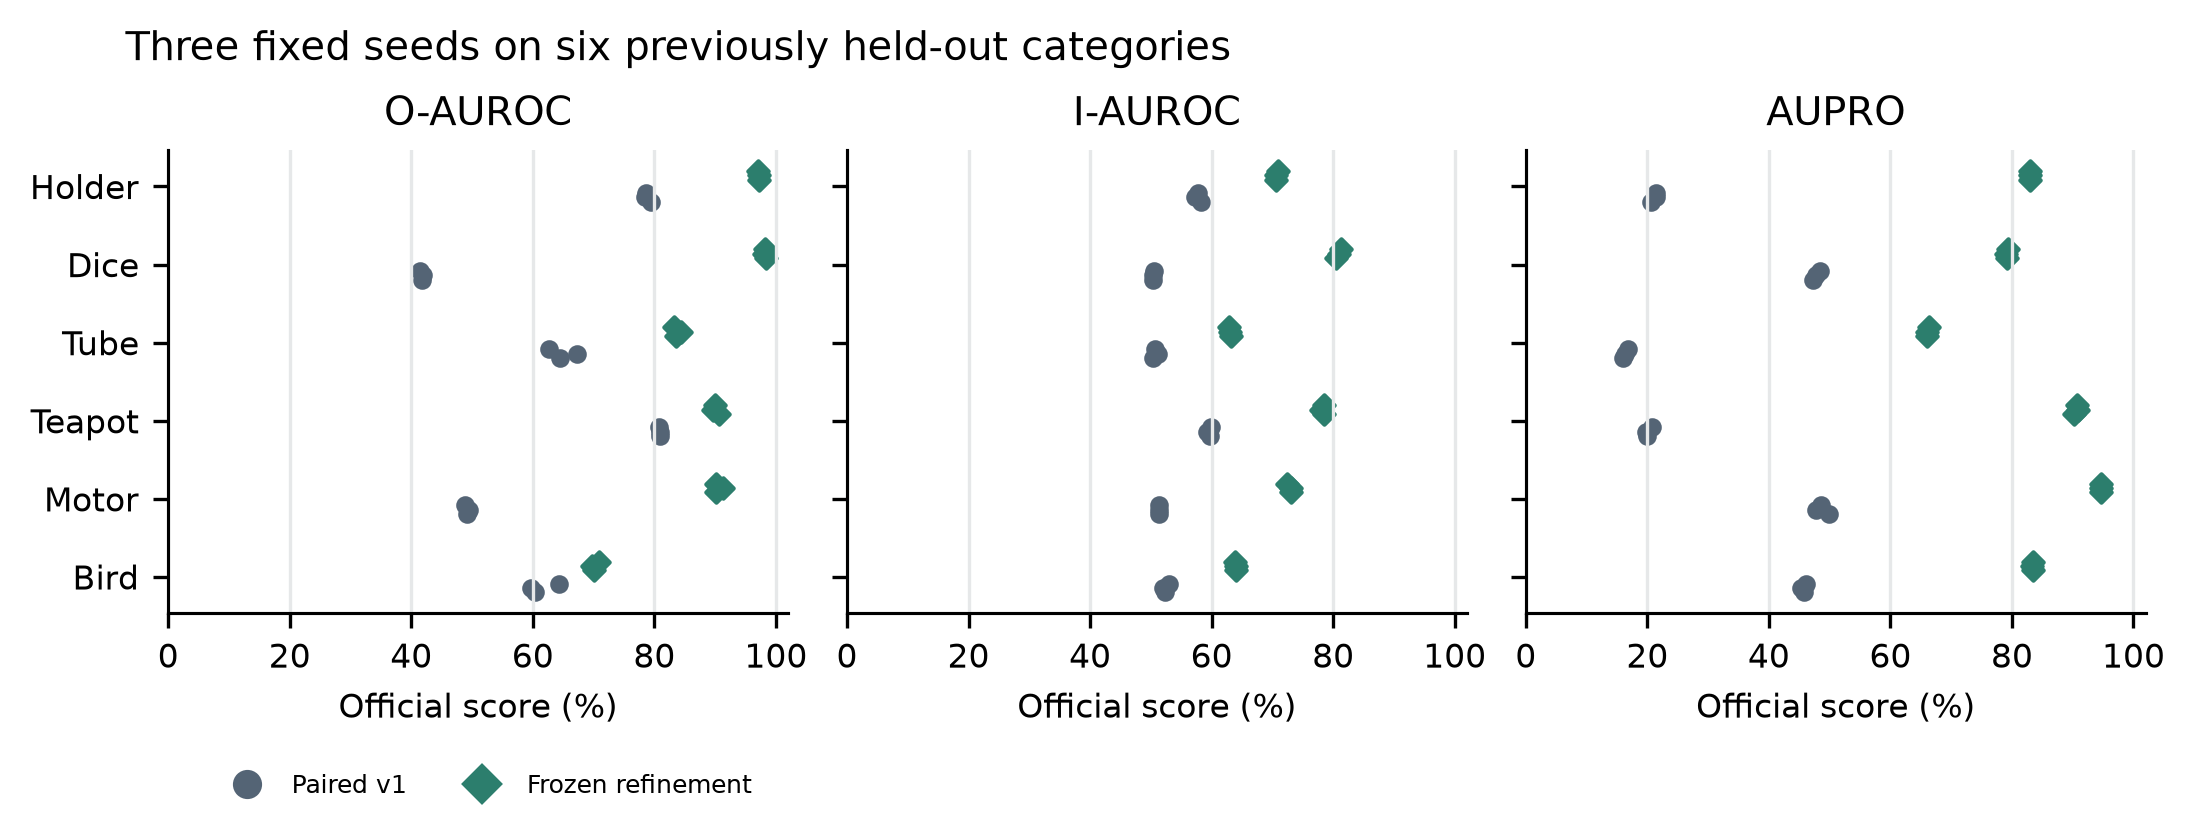 Three fixed seeds on six previously held-out categories
O-AUROC
I-AUROC
AUPRO
Holder
Dice
Tube
Teapot
Motor
Bird
0 20 40 60 80 100
0 20 40 60 80 100
0 20 40 60 80 100
Official score (%)
Official score (%)
Official score (%)
Paired v1
Frozen refinement